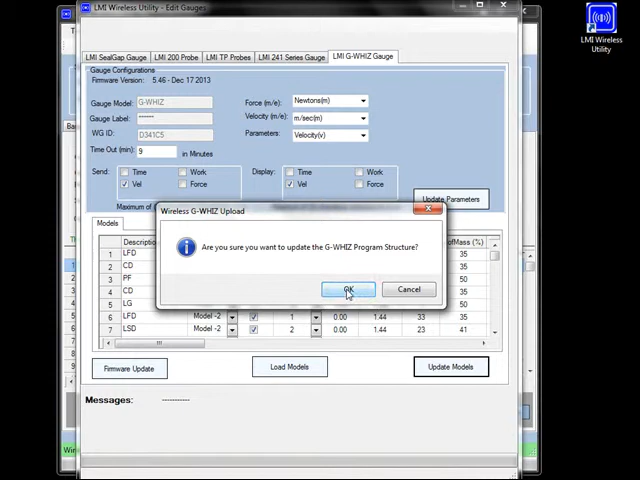 LMI Wireless Utility - Edit Gauges
LMI Wireless
Utility
LMI SealGap Gauge LMI 200 Probe LMI TP Probes LMI 241 Series Gauge LMI G-WHIZ Gauge
Gauge Configurations
Firmware Version: 5.46 - Dec 17 2013
Gauge Model: G-WHIZ Force (m/e): Newtons(m)
Gauge Label: ------ Velocity (m/e): m/sec(m)
WG ID: D341C5 Parameters: Velocity(v)
Time Out (min): 9 in Minutes
Send: Time Work Display: Time Work
Vel Force Vel Force
Update Parameters
Maximum of
Wireless G-WHIZ Upload
Are you sure you want to update the G-WHIZ Program Structure?
OK Cancel
Models
Descriptio ofMass (%)
1 LFD 35
2 CD 35
3 PF 50
4 CD 35
5 LG 50
6 LFD Model -2 1 0.00 1.44 23 35
7 LSD Model -2 2 0.00 1.44 23 41
Firmware Update Load Models Update Models
Messages: -----------